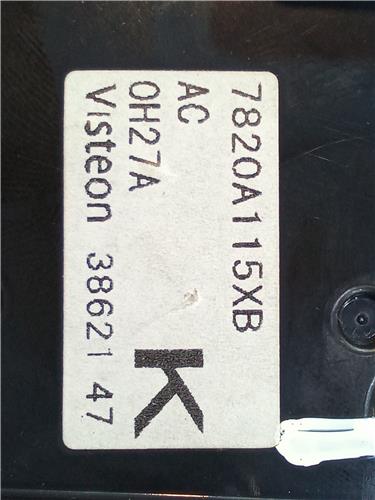 7820A115XB
AC
0H27A K
Visteon 3862147